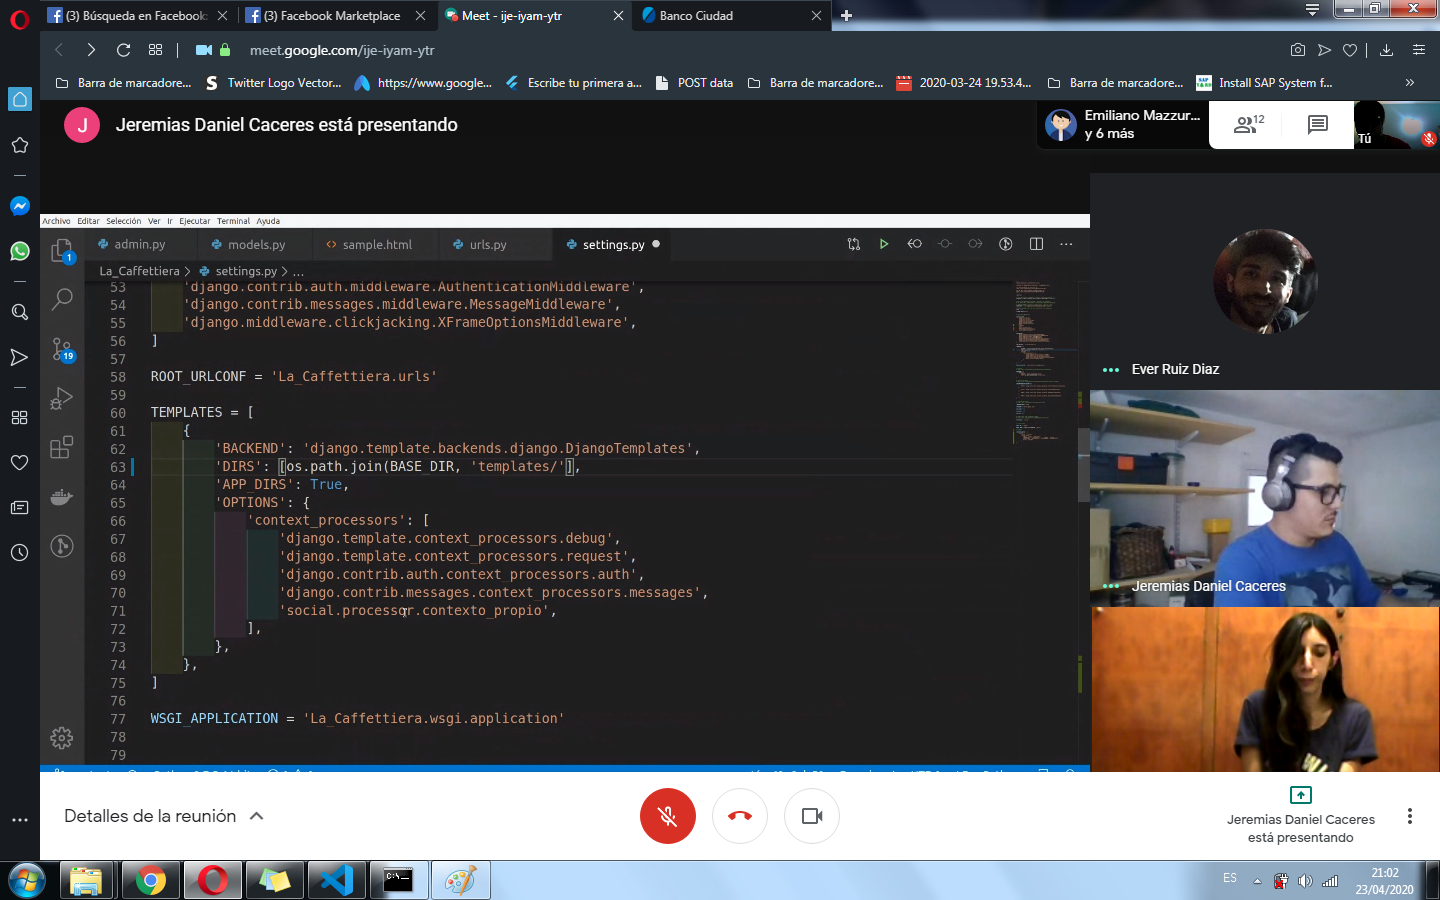 (3) Búsqueda en Facebook:
(3) Facebook Marketplace
Meet - ije-iyam-ytr
Banco Ciudad
meet.google.com/ije-iyam-ytr
Barra de marcadore...
Twitter Logo Vector...
https://www.google...
Escribe tu primera a...
POST data
Barra de marcadore...
2020-03-24 19.53.4...
Barra de marcadore...
Install SAP System f...
J
Jeremias Daniel Caceres está presentando
Emiliano Mazzur...
y 6 más
12
Tú
Archivo Editar Selección Ver Ir Ejecutar Terminal Ayuda
admin.py
models.py
sample.html
urls.py
settings.py
La_Caffettiera > settings.py > ...
53 'django.contrib.auth.middleware.AuthenticationMiddleware',
54 'django.contrib.messages.middleware.MessageMiddleware',
55 'django.middleware.clickjacking.XFrameOptionsMiddleware',
56 ]
57
58 ROOT_URLCONF = 'La_Caffettiera.urls'
59
60 TEMPLATES = [
61 {
62 'BACKEND': 'django.template.backends.django.DjangoTemplates',
63 'DIRS': [os.path.join(BASE_DIR, 'templates/'],
64 'APP_DIRS': True,
65 'OPTIONS': {
66 'context_processors': [
67 'django.template.context_processors.debug',
68 'django.template.context_processors.request',
69 'django.contrib.auth.context_processors.auth',
70 'django.contrib.messages.context_processors.messages',
71 'social.processor.contexto_propio',
72 ],
73 },
74 },
75 ]
76
77 WSGI_APPLICATION = 'La_Caffettiera.wsgi.application'
78
79
1
19
Ever Ruiz Diaz
Jeremias Daniel Caceres
Detalles de la reunión
Jeremias Daniel Caceres
está presentando
ES
21:02
23/04/2020